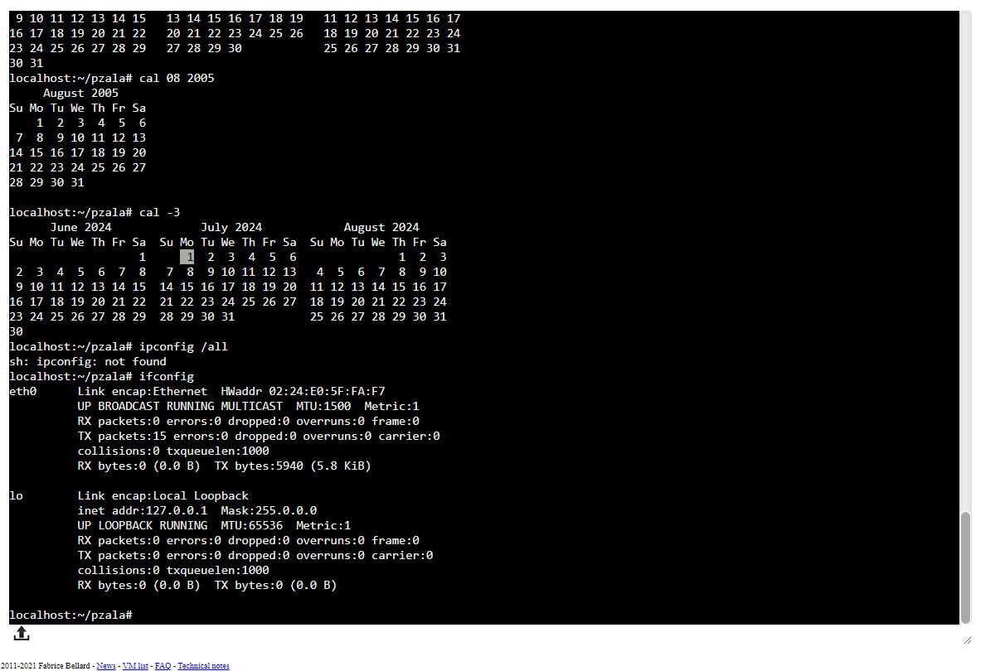 9 10 11 12 13 14 15   13 14 15 16 17 18 19   11 12 13 14 15 16 17
16 17 18 19 20 21 22   20 21 22 23 24 25 26   18 19 20 21 22 23 24
23 24 25 26 27 28 29   27 28 29 30            25 26 27 28 29 30 31
30 31
localhost:~/pzala# cal 08 2005
     August 2005
Su Mo Tu We Th Fr Sa
    1  2  3  4  5  6
 7  8  9 10 11 12 13
14 15 16 17 18 19 20
21 22 23 24 25 26 27
28 29 30 31
localhost:~/pzala# cal -3
      June 2024             July 2024            August 2024
Su Mo Tu We Th Fr Sa  Su Mo Tu We Th Fr Sa  Su Mo Tu We Th Fr Sa
                   1      1  2  3  4  5  6               1  2  3
 2  3  4  5  6  7  8   7  8  9 10 11 12 13   4  5  6  7  8  9 10
 9 10 11 12 13 14 15  14 15 16 17 18 19 20  11 12 13 14 15 16 17
16 17 18 19 20 21 22  21 22 23 24 25 26 27  18 19 20 21 22 23 24
23 24 25 26 27 28 29  28 29 30 31           25 26 27 28 29 30 31
30
localhost:~/pzala# ipconfig /all
sh: ipconfig: not found
localhost:~/pzala# ifconfig
eth0      Link encap:Ethernet  HWaddr 02:24:E0:5F:FA:F7
          UP BROADCAST RUNNING MULTICAST  MTU:1500  Metric:1
          RX packets:0 errors:0 dropped:0 overruns:0 frame:0
          TX packets:15 errors:0 dropped:0 overruns:0 carrier:0
          collisions:0 txqueuelen:1000
          RX bytes:0 (0.0 B)  TX bytes:5940 (5.8 KiB)
lo        Link encap:Local Loopback
          inet addr:127.0.0.1  Mask:255.0.0.0
          UP LOOPBACK RUNNING  MTU:65536  Metric:1
          RX packets:0 errors:0 dropped:0 overruns:0 frame:0
          TX packets:0 errors:0 dropped:0 overruns:0 carrier:0
          collisions:0 txqueuelen:1000
          RX bytes:0 (0.0 B)  TX bytes:0 (0.0 B)
localhost:~/pzala#
2011-2021 Fabrice Bellard - News - VM list - FAQ - Technical notes